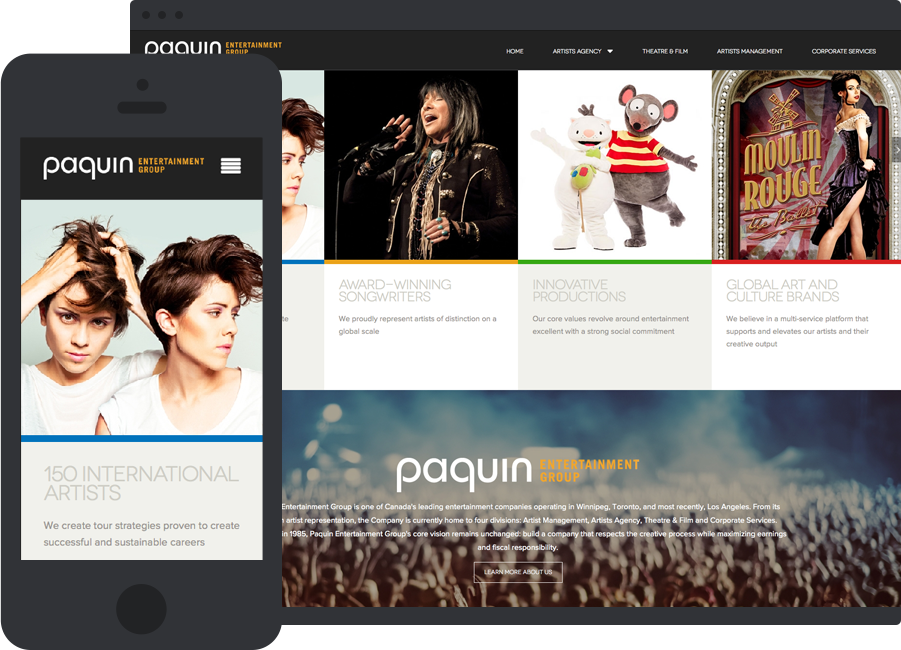 paquin ENTERTAINMENT
GROUP
HOME
ARTISTS AGENCY
THEATRE & FILM
ARTISTS MANAGEMENT
CORPORATE SERVICES
paquin ENTERTAINMENT
GROUP
150 INTERNATIONAL
ARTISTS
We create tour strategies proven to create
successful and sustainable careers
AWARD-WINNING
SONGWRITERS
We proudly represent artists of distinction on a
global scale
INNOVATIVE
PRODUCTIONS
Our core values revolve around entertainment
excellent with a strong social commitment
MOULIN
ROUGE
the Ballet
GLOBAL ART AND
CULTURE BRANDS
We believe in a multi-service platform that
supports and elevates our artists and their
creative output
paquin ENTERTAINMENT
GROUP
Entertainment Group is one of Canada's leading entertainment companies operating in Winnipeg, Toronto, and most recently, Los Angeles. From its
artist representation, the Company is currently home to four divisions: Artist Management, Artists Agency, Theatre & Film and Corporate Services.
in 1985, Paquin Entertainment Group's core vision remains unchanged: build a company that respects the creative process while maximizing earnings
and fiscal responsibility.
LEARN MORE ABOUT US